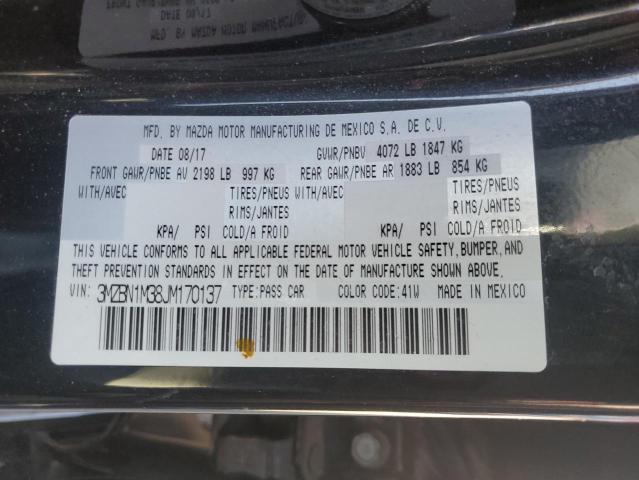 MFD. BY MAZDA MOTOR MANUFACTURING DE MEXICO S.A. DE C.V.
DATE 08/17 GVWR/PNBV 4072 LB 1847 KG
FRONT GAWR/PNBE AV 2198 LB 997 KG REAR GAWR/PNBE AR 1883 LB 854 KG
WITH/AVEC TIRES/PNEUS WITH/AVEC TIRES/PNEUS
RIMS/JANTES RIMS/JANTES
KPA/ PSI COLD/A FROID KPA/ PSI COLD/A FROID
THIS VEHICLE CONFORMS TO ALL APPLICABLE FEDERAL MOTOR VEHICLE SAFETY, BUMPER, AND
THEFT PREVENTION STANDARDS IN EFFECT ON THE DATE OF MANUFACTURE SHOWN ABOVE.
VIN: 3MZBN1M38JM170137 TYPE:PASS CAR COLOR CODE:41W MADE IN MEXICO